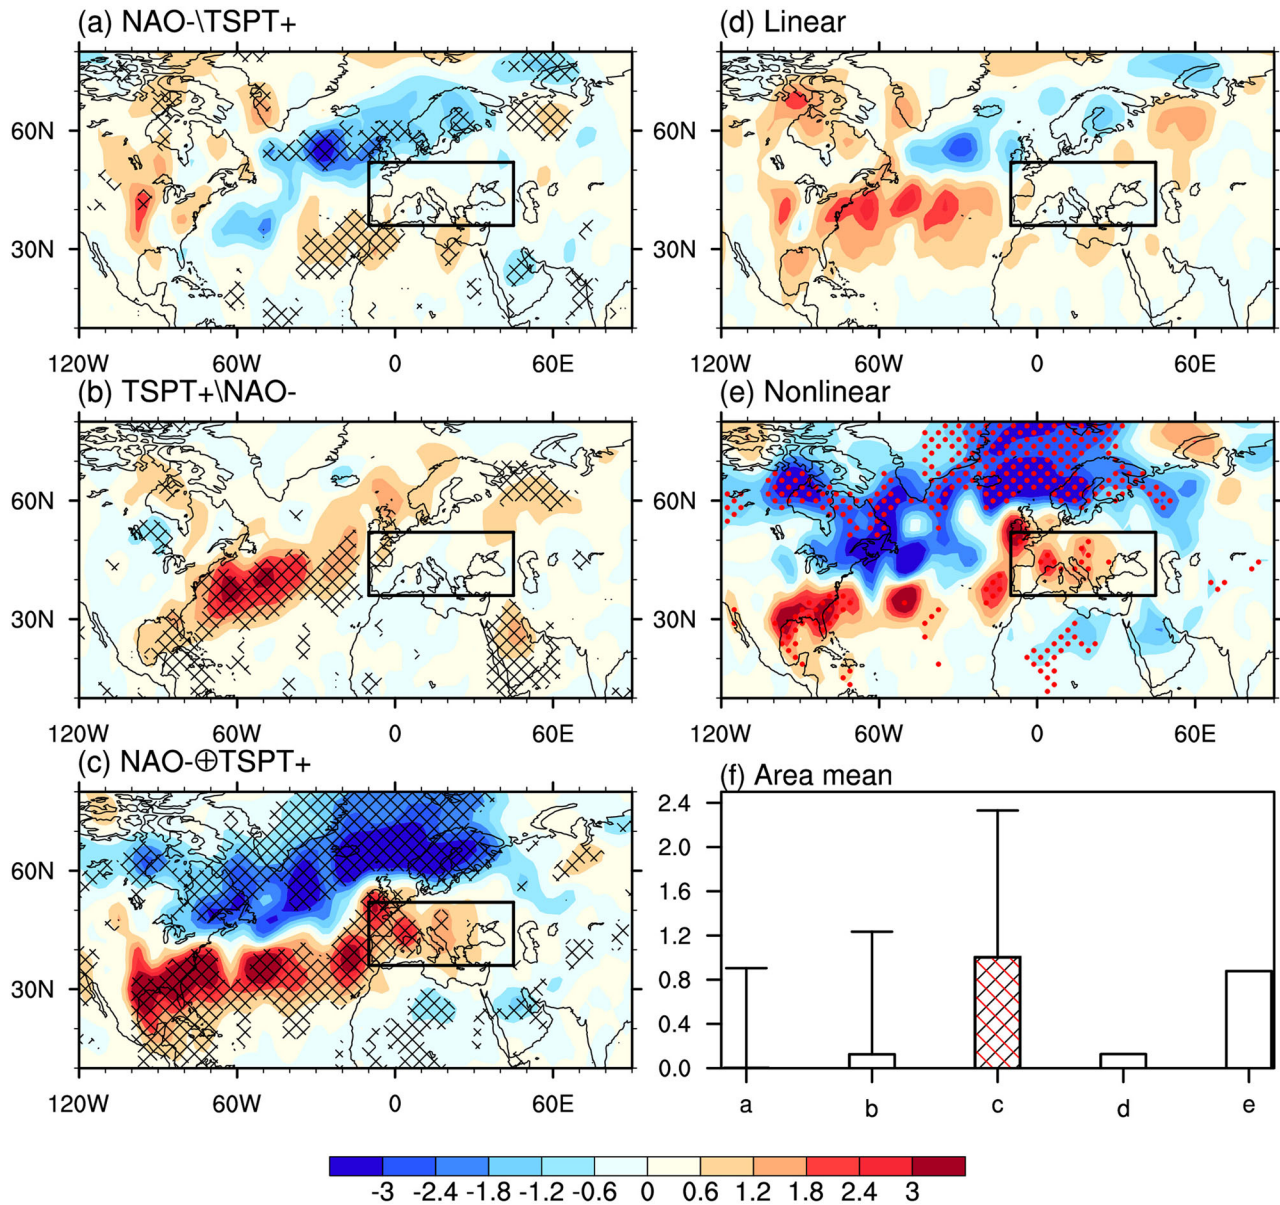 (a) NAO-\TSPT+
(d) Linear
60N
30N
60N
30N
120W 60W 0 60E
120W 60W 0 60E
(b) TSPT+\NAO-
(e) Nonlinear
60N
30N
60N
30N
120W 60W 0 60E
120W 60W 0 60E
(c) NAO-⊕TSPT+
(f) Area mean
60N
30N
2.4
2.0
1.6
1.2
0.8
0.4
0.0
120W 60W 0 60E
a b c d e
-3 -2.4 -1.8 -1.2 -0.6 0 0.6 1.2 1.8 2.4 3